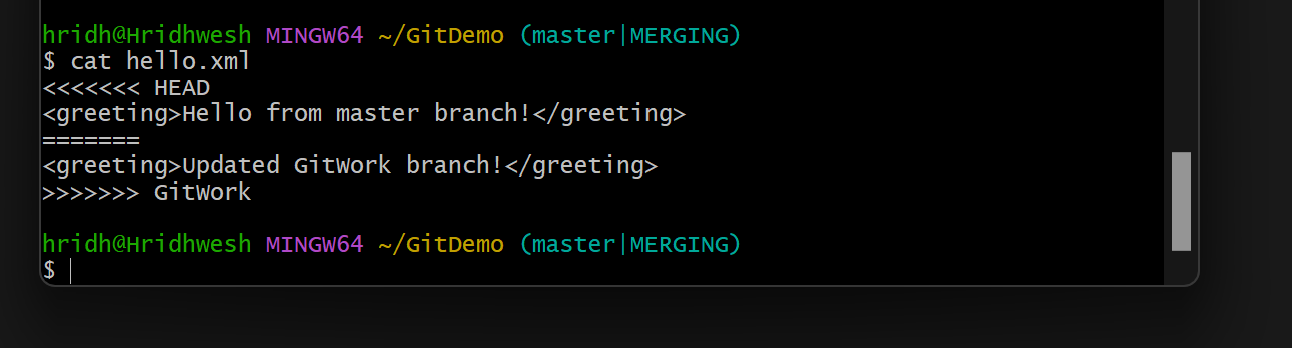 hridh@Hridhwesh MINGW64 ~/GitDemo (master|MERGING)
$ cat hello.xml
<<<<<<< HEAD
<greeting>Hello from master branch!</greeting>
=======
<greeting>Updated GitWork branch!</greeting>
>>>>>>> GitWork
hridh@Hridhwesh MINGW64 ~/GitDemo (master|MERGING)
$